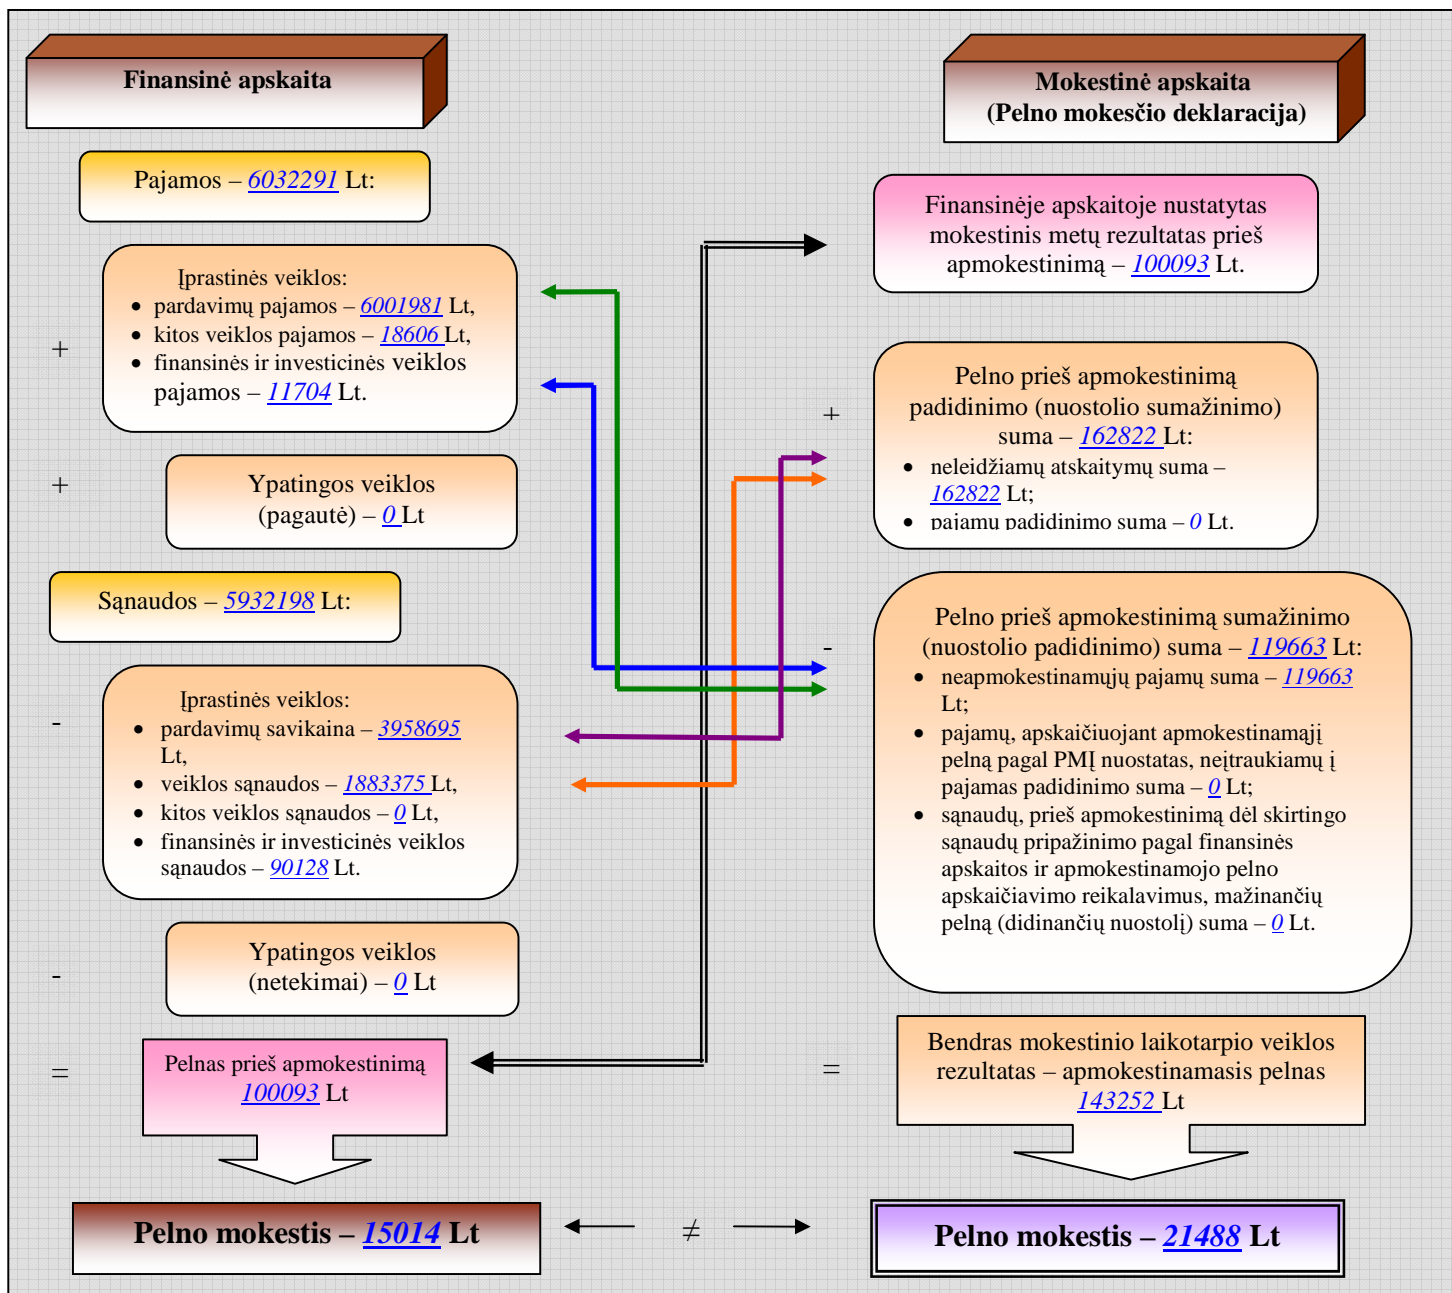 Finansinė apskaita
Pajamos – 6032291 Lt:
Įprastinės veiklos:
• pardavimų pajamos – 6001981 Lt,
• kitos veiklos pajamos – 18606 Lt,
• finansinės ir investicinės veiklos
pajamos – 11704 Lt.
+
+
Ypatingos veiklos
(pagautė) – 0 Lt
Sąnaudos – 5932198 Lt:
-
Įprastinės veiklos:
• pardavimų savikaina – 3958695
Lt,
• veiklos sąnaudos – 1883375 Lt,
• kitos veiklos sąnaudos – 0 Lt,
• finansinės ir investicinės veiklos
sąnaudos – 90128 Lt.
-
Ypatingos veiklos
(netekimai) – 0 Lt
=
Pelnas prieš apmokestinimą
100093 Lt
Pelno mokestis – 15014 Lt
≠
Mokestinė apskaita
(Pelno mokesčio deklaracija)
Finansinėje apskaitoje nustatytas
mokestinis metų rezultatas prieš
apmokestinimą – 100093 Lt.
+
Pelno prieš apmokestinimą
padidinimo (nuostolio sumažinimo)
suma – 162822 Lt:
• neleidžiamų atskaitymų suma –
162822 Lt;
• pajamų padidinimo suma – 0 Lt.
-
Pelno prieš apmokestinimą sumažinimo
(nuostolio padidinimo) suma – 119663 Lt:
• neapmokestinamųjų pajamų suma – 119663
Lt;
• pajamų, apskaičiuojant apmokestinamąjį
pelną pagal PMĮ nuostatas, neįtraukiamų į
pajamas padidinimo suma – 0 Lt;
• sąnaudų, prieš apmokestinimą dėl skirtingo
sąnaudų pripažinimo pagal finansinės
apskaitos ir apmokestinamojo pelno
apskaičiavimo reikalavimus, mažinančių
pelną (didinančių nuostolį) suma – 0 Lt.
=
Bendras mokestinio laikotarpio veiklos
rezultatas – apmokestinamasis pelnas
143252 Lt
Pelno mokestis – 21488 Lt